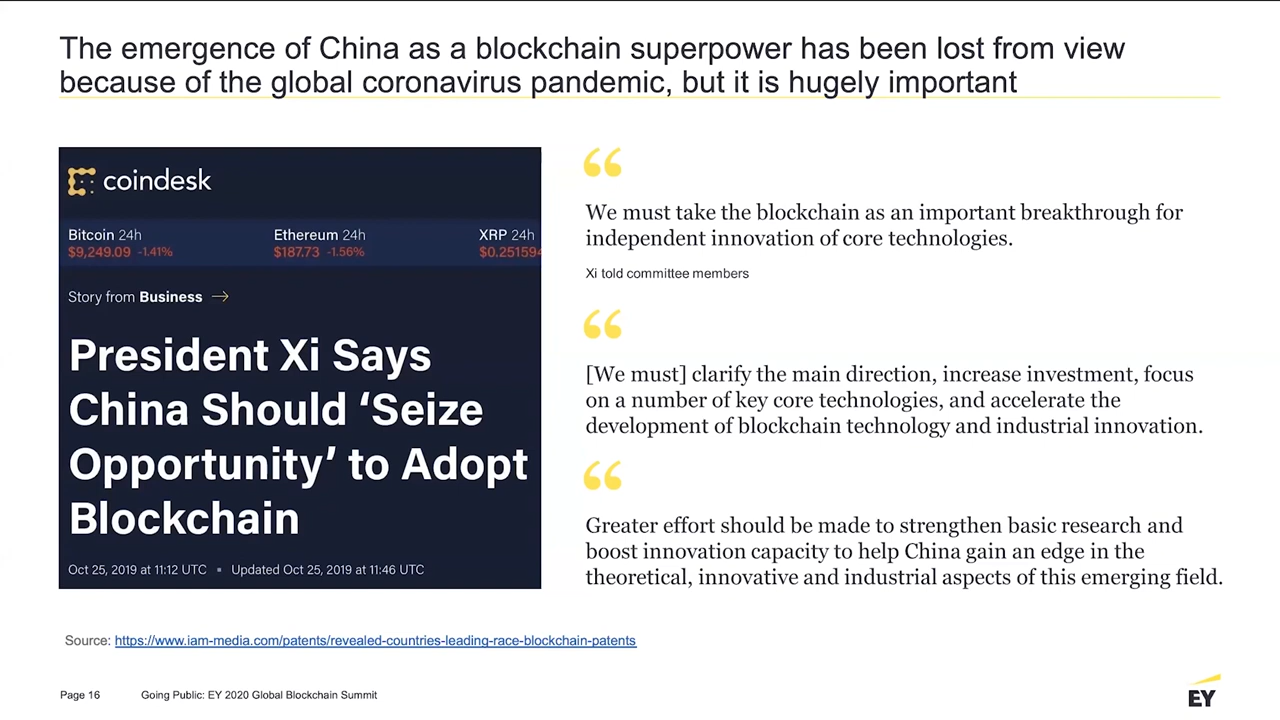 The emergence of China as a blockchain superpower has been lost from view
because of the global coronavirus pandemic, but it is hugely important
coindesk
Bitcoin 24h
$9,249.09 -1.41%
Ethereum 24h
$187.73 -1.56%
XRP 24h
$0.251594
Story from Business →
President Xi Says
China Should ‘Seize
Opportunity’ to Adopt
Blockchain
Oct 25, 2019 at 11:12 UTC ▪ Updated Oct 25, 2019 at 11:46 UTC
“
We must take the blockchain as an important breakthrough for
independent innovation of core technologies.
Xi told committee members
“
[We must] clarify the main direction, increase investment, focus
on a number of key core technologies, and accelerate the
development of blockchain technology and industrial innovation.
“
Greater effort should be made to strengthen basic research and
boost innovation capacity to help China gain an edge in the
theoretical, innovative and industrial aspects of this emerging field.
Source: https://www.iam-media.com/patents/revealed-countries-leading-race-blockchain-patents
Page 16 Going Public: EY 2020 Global Blockchain Summit
EY